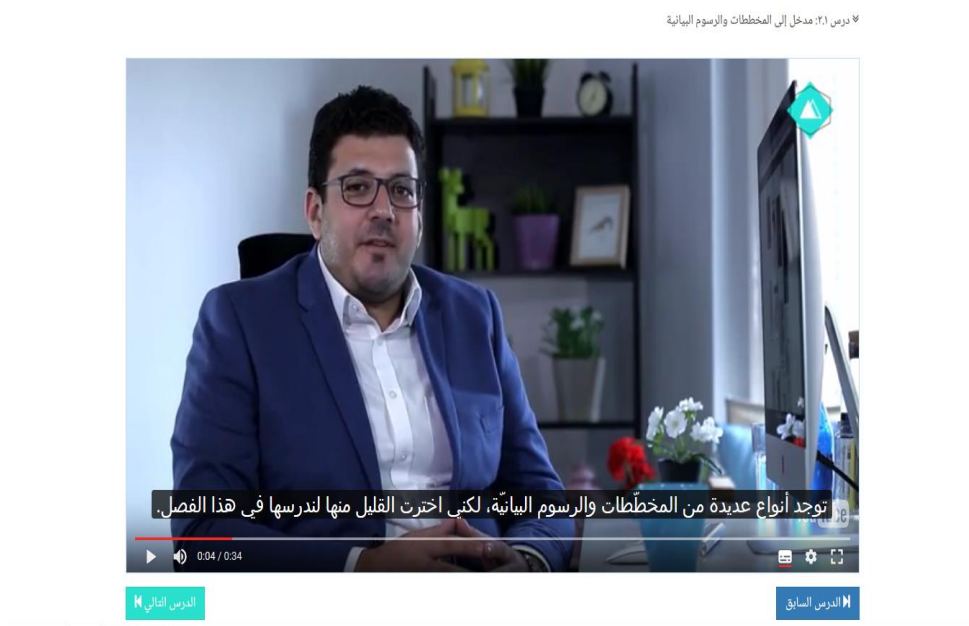 درس ٢.١: مدخل إلى المخططات والرسوم البيانية
توجد أنواع عديدة من المخطّطات والرسوم البيانيّة، لكني اخترت القليل منها لندرسها في هذا الفصل.
0:04 / 0:34
الدرس السابق
الدرس التالي